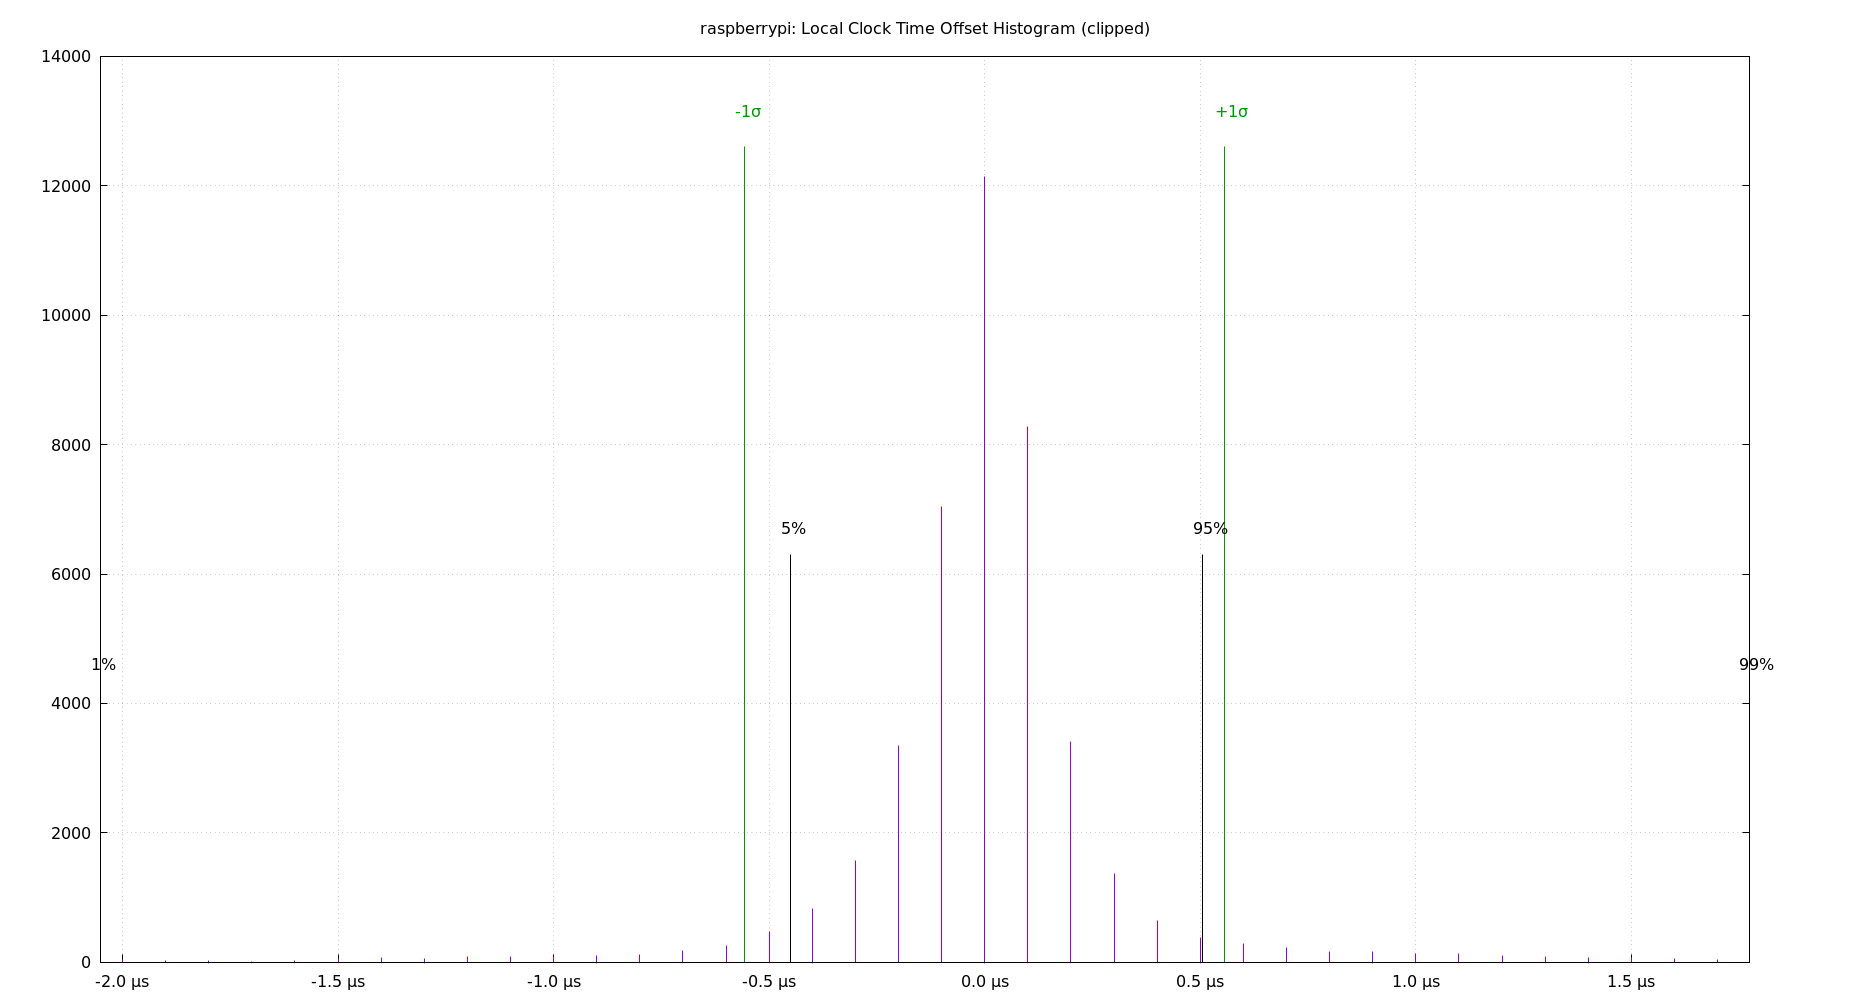 raspberrypi: Local Clock Time Offset Histogram (clipped)
14000
-1σ
+1σ
12000
10000
8000
5%
95%
6000
1%
99%
4000
2000
0
-2.0 μs
-1.5 μs
-1.0 μs
-0.5 μs
0.0 μs
0.5 μs
1.0 μs
1.5 μs